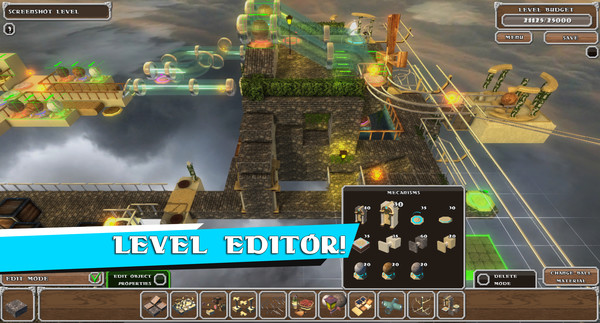 SCREENSHOT LEVEL
LEVEL BUDGET
21125/25000
MENU
SAVE
MECANISMS
LEVEL EDITOR!
EDIT MODE
EDIT OBJECT
PROPERTIES
DELETE
MODE
CHANGE BALL
MATERIAL